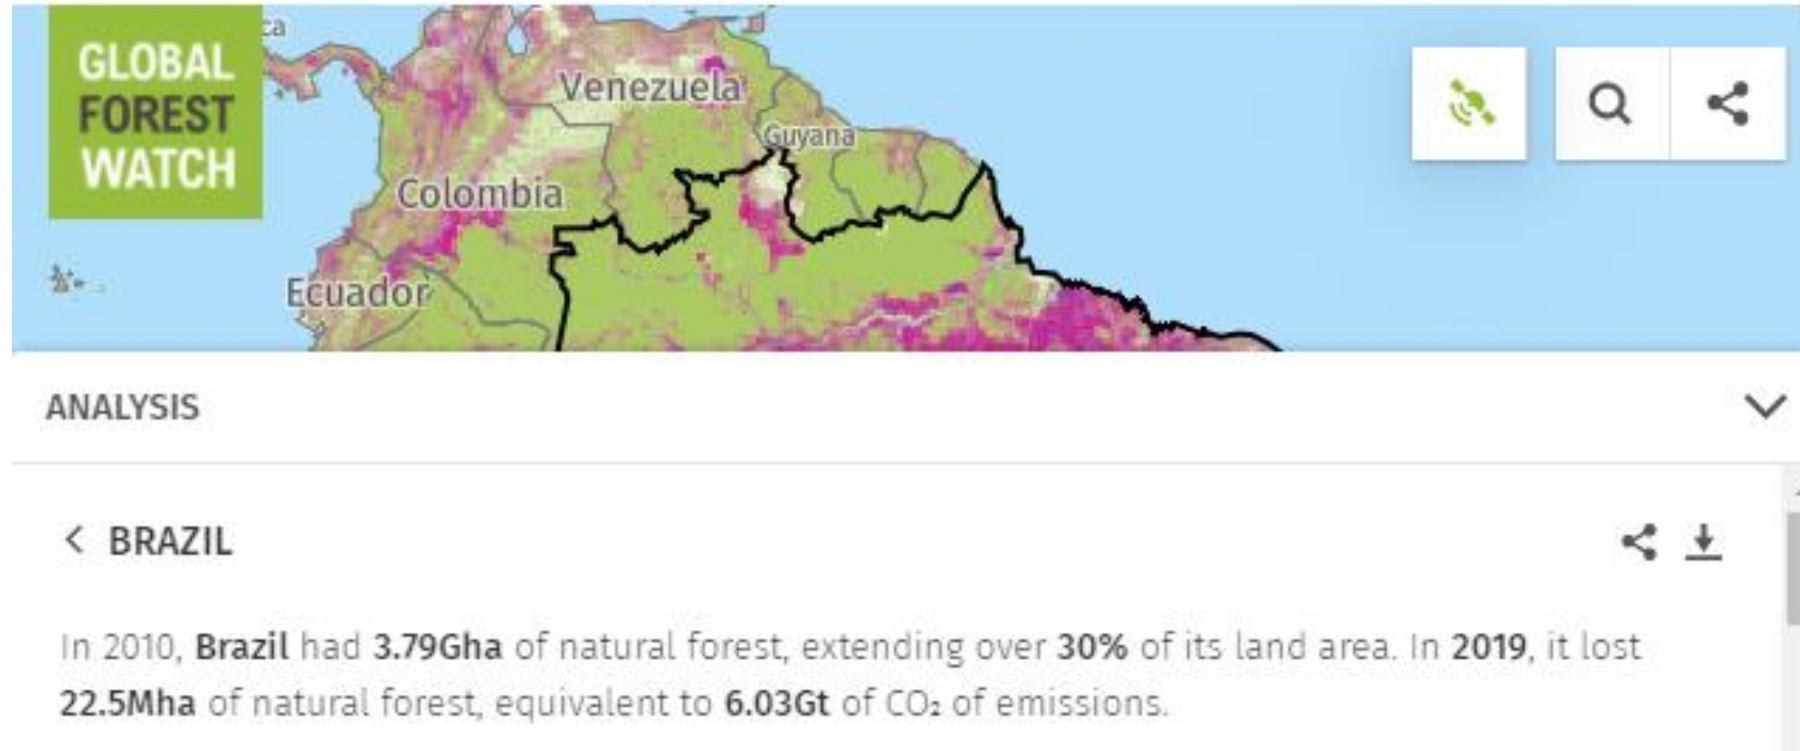 GLOBAL
FOREST
WATCH
ca
Venezuela
Guyana
Colombia
Ecuador
ANALYSIS
BRAZIL
In 2010, Brazil had 3.79Gha of natural forest, extending over 30% of its land area. In 2019, it lost
22.5Mha of natural forest, equivalent to 6.03Gt of CO₂ of emissions.